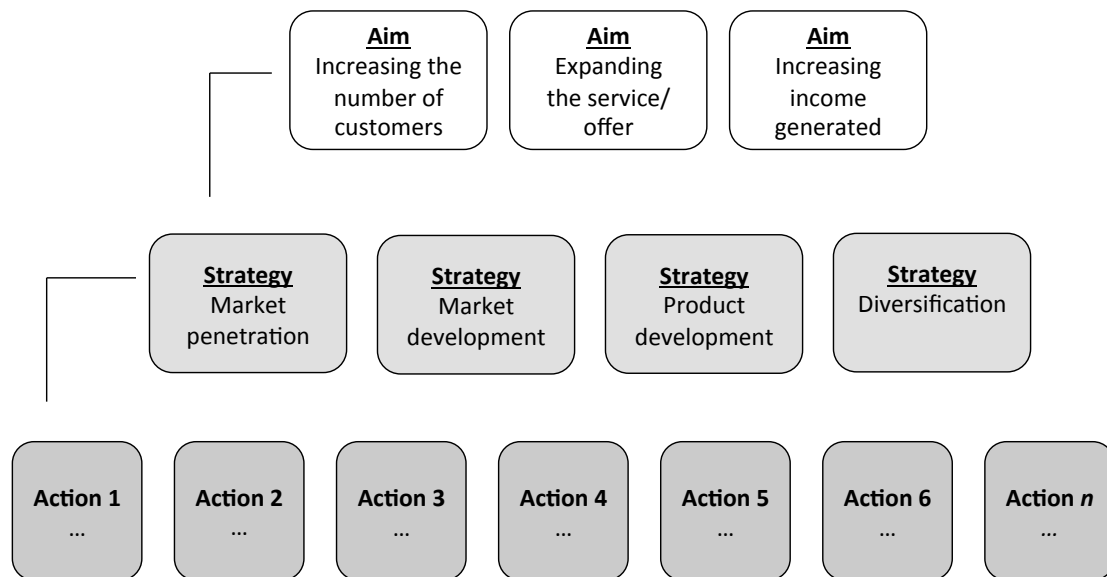 Aim
Increasing the
number of
customers
Aim
Expanding
the service/
offer
Aim
Increasing
income
generated
Strategy
Market
penetration
Strategy
Market
development
Strategy
Product
development
Strategy
Diversification
Action 1
...
Action 2
...
Action 3
...
Action 4
...
Action 5
...
Action 6
...
Action n
...